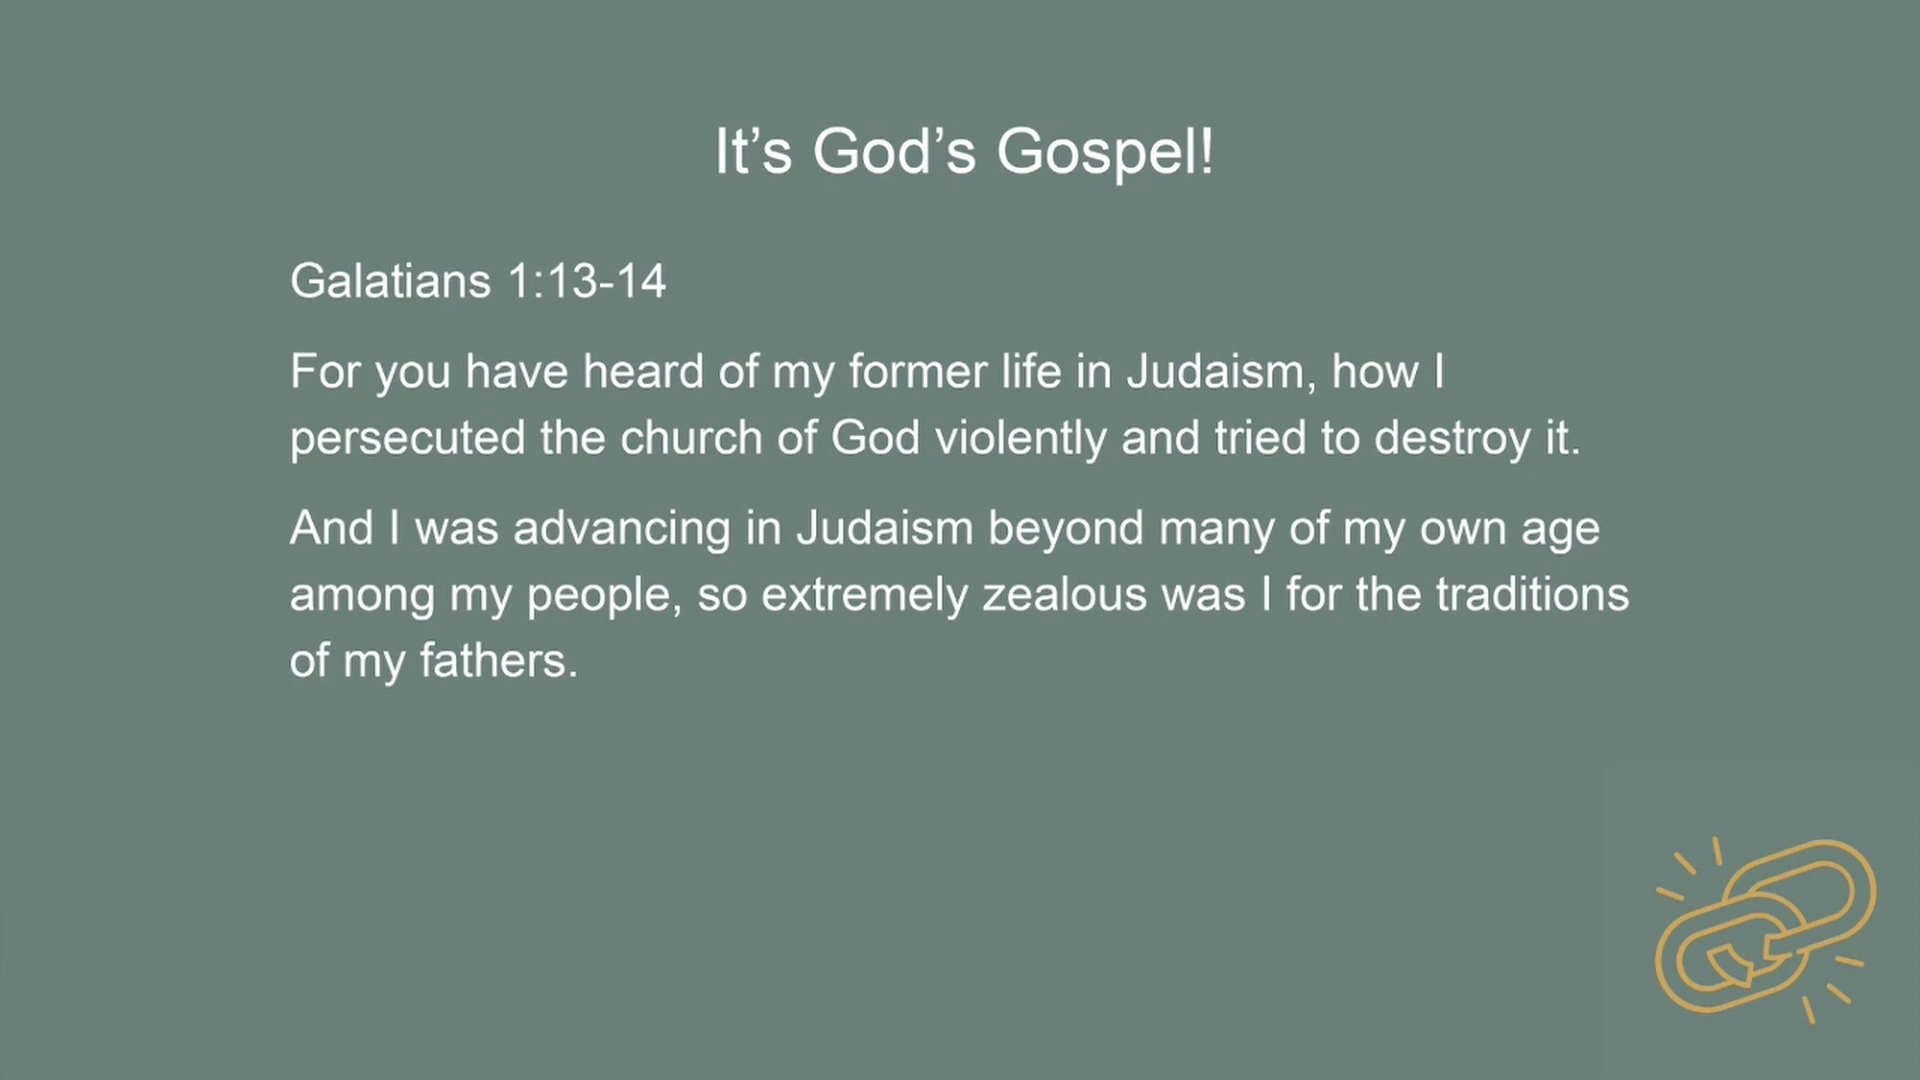 It’s God’s Gospel!
Galatians 1:13-14
For you have heard of my former life in Judaism, how I
persecuted the church of God violently and tried to destroy it.
And I was advancing in Judaism beyond many of my own age
among my people, so extremely zealous was I for the traditions
of my fathers.